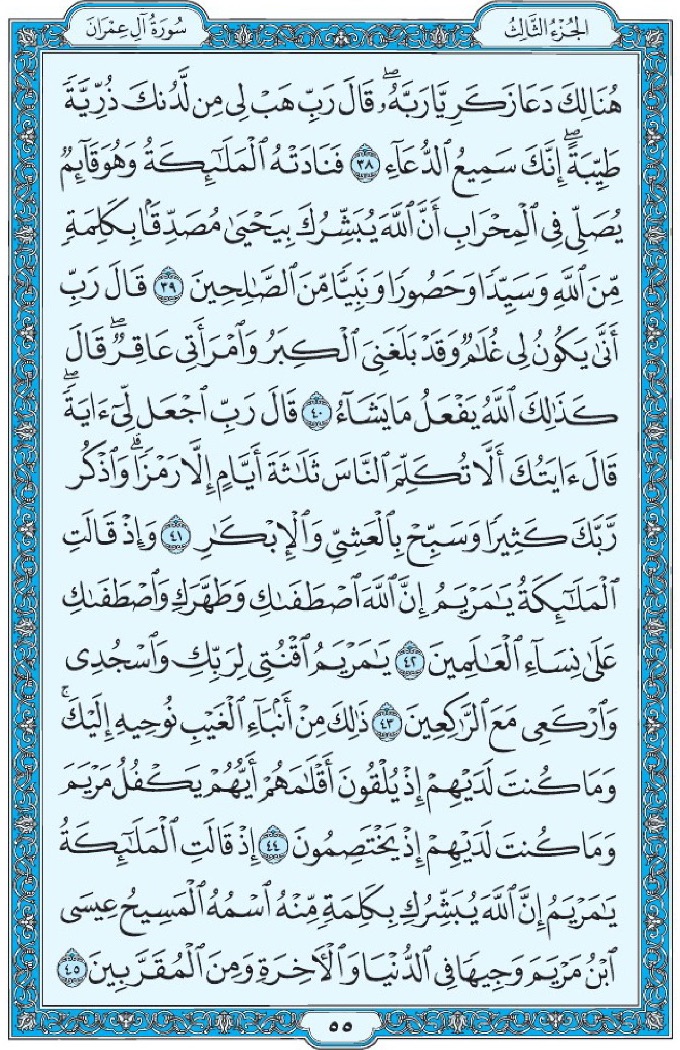 الجزء الثالث
سورة آل عمران
هُنَالِكَ دَعَا زَكَرِيَّا رَبَّهُۥۖ قَالَ رَبِّ هَبْ لِى مِن لَّدُنكَ ذُرِّيَّةً
طَيِّبَةًۖ إِنَّكَ سَمِيعُ ٱلدُّعَآءِ ٣٨ فَنَادَتْهُ ٱلْمَلَٰٓئِكَةُ وَهُوَ قَآئِمٌ
يُصَلِّى فِى ٱلْمِحْرَابِ أَنَّ ٱللَّهَ يُبَشِّرُكَ بِيَحْيَىٰ مُصَدِّقًۢا بِكَلِمَةٍ
مِّنَ ٱللَّهِ وَسَيِّدًا وَحَصُورًا وَنَبِيًّا مِّنَ ٱلصَّٰلِحِينَ ٣٩ قَالَ رَبِّ
أَنَّىٰ يَكُونُ لِى غُلَٰمٌ وَقَدْ بَلَغَنِىَ ٱلْكِبَرُ وَٱمْرَأَتِى عَاقِرٌۖ قَالَ
كَذَٰلِكَ ٱللَّهُ يَفْعَلُ مَا يَشَآءُ ٤٠ قَالَ رَبِّ ٱجْعَل لِّىٓ ءَايَةًۖ
قَالَ ءَايَتُكَ أَلَّا تُكَلِّمَ ٱلنَّاسَ ثَلَٰثَةَ أَيَّامٍ إِلَّا رَمْزًاۗ وَٱذْكُر
رَّبَّكَ كَثِيرًا وَسَبِّحْ بِٱلْعَشِىِّ وَٱلْإِبْكَٰرِ ٤١ وَإِذْ قَالَتِ
ٱلْمَلَٰٓئِكَةُ يَٰمَرْيَمُ إِنَّ ٱللَّهَ ٱصْطَفَىٰكِ وَطَهَّرَكِ وَٱصْطَفَىٰكِ
عَلَىٰ نِسَآءِ ٱلْعَٰلَمِينَ ٤٢ يَٰمَرْيَمُ ٱقْنُتِى لِرَبِّكِ وَٱسْجُدِى
وَٱرْكَعِى مَعَ ٱلرَّٰكِعِينَ ٤٣ ذَٰلِكَ مِنْ أَنۢبَآءِ ٱلْغَيْبِ نُوحِيهِ إِلَيْكَۚ
وَمَا كُنتَ لَدَيْهِمْ إِذْ يُلْقُونَ أَقْلَٰمَهُمْ أَيُّهُمْ يَكْفُلُ مَرْيَمَ
وَمَا كُنتَ لَدَيْهِمْ إِذْ يَخْتَصِمُونَ ٤٤ إِذْ قَالَتِ ٱلْمَلَٰٓئِكَةُ
يَٰمَرْيَمُ إِنَّ ٱللَّهَ يُبَشِّرُكِ بِكَلِمَةٍ مِّنْهُ ٱسْمُهُ ٱلْمَسِيحُ عِيسَى
ٱبْنُ مَرْيَمَ وَجِيهًا فِى ٱلدُّنْيَا وَٱلْءَاخِرَةِ وَمِنَ ٱلْمُقَرَّبِينَ ٤٥
٥٥